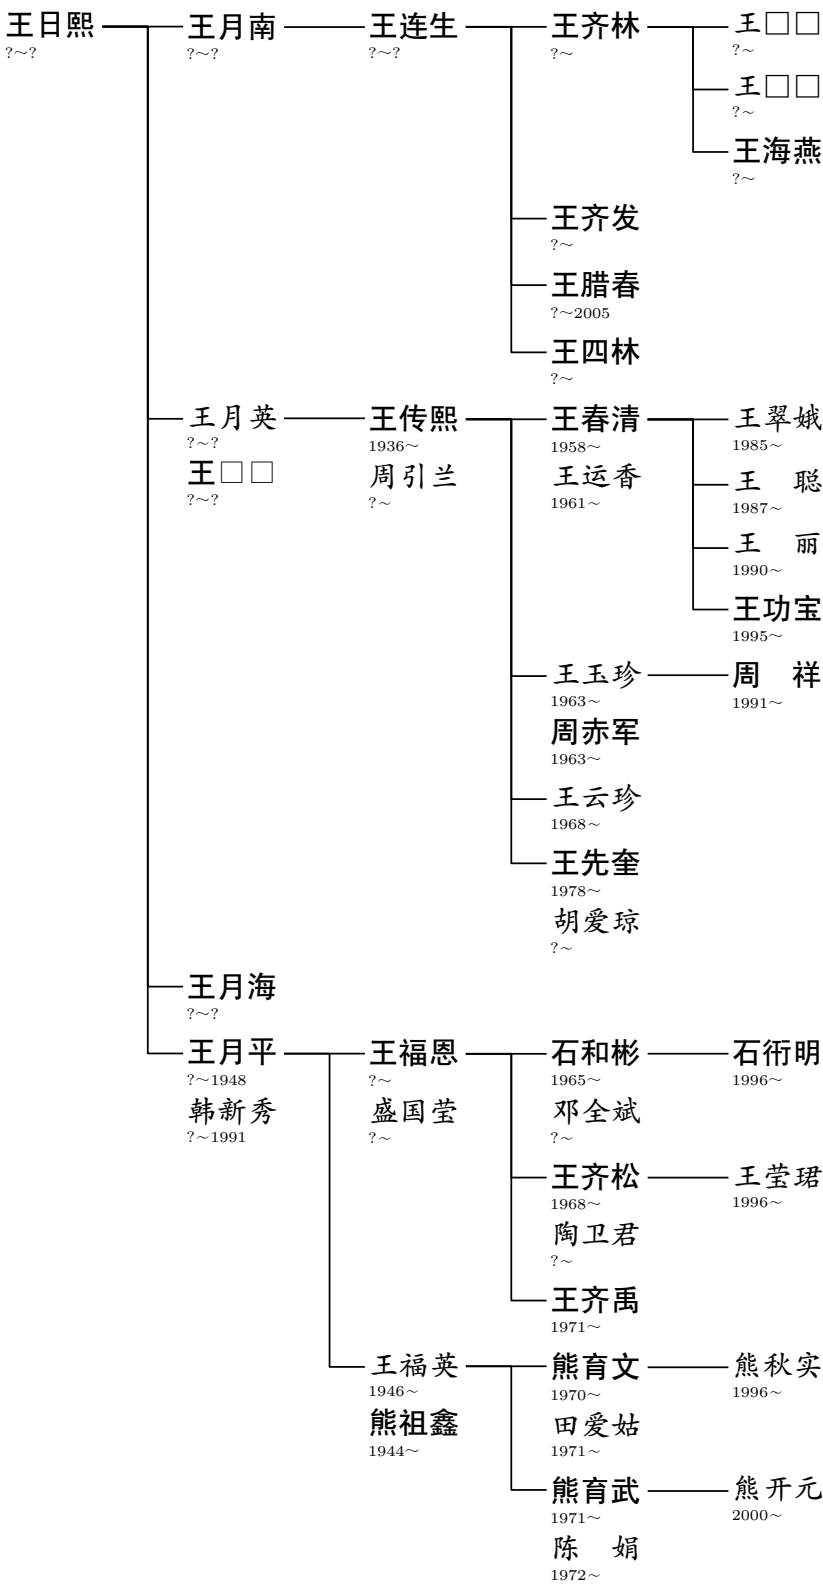 王日熙 王月南 王连生 王齐林 王□□
?~? ?~? ?~? ?~ ?~
王□□
?~
王海燕
?~
王齐发
?~
王腊春
?~2005
王四林
?~
王月英 王传熙 王春清 王翠娥
?~? 1936~ 1958~ 1985~
王□□ 周引兰 王运香 王 聪
?~? ?~ 1961~ 1987~
王 丽
1990~
王功宝
1995~
王玉珍 周 祥
1963~ 1991~
周赤军
1963~
王云珍
1968~
王先奎
1978~
胡爱琼
?~
王月海
?~?
王月平 王福恩 石和彬 石衎明
?~1948 ?~ 1965~ 1996~
韩新秀 盛国莹 邓全斌
?~1991 ?~ ?~
王齐松 王莹珺
1968~ 1996~
陶卫君
?~
王齐禹
1971~
王福英 熊育文 熊秋实
1946~ 1970~ 1996~
熊祖鑫 田爱姑
1944~ 1971~
熊育武 熊开元
1971~ 2000~
陈 娟
1972~